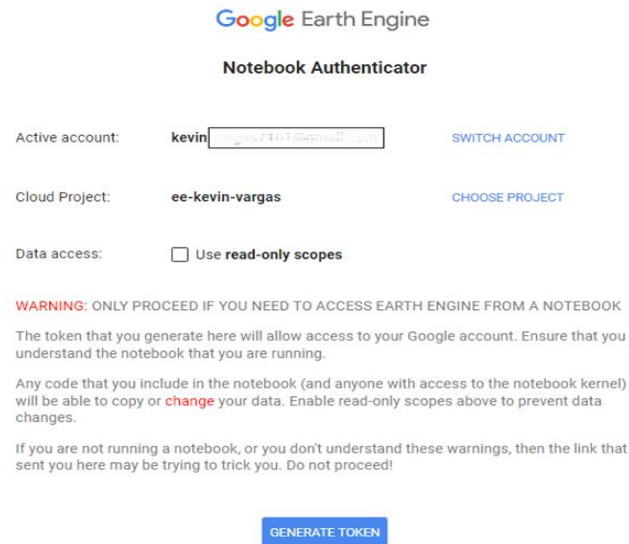 Google Earth Engine
Notebook Authenticator
Active account: kevin SWITCH ACCOUNT
Cloud Project: ee-kevin-vargas CHOOSE PROJECT
Data access: Use read-only scopes
WARNING: ONLY PROCEED IF YOU NEED TO ACCESS EARTH ENGINE FROM A NOTEBOOK
The token that you generate here will allow access to your Google account. Ensure that you
understand the notebook that you are running.
Any code that you include in the notebook (and anyone with access to the notebook kernel)
will be able to copy or change your data. Enable read-only scopes above to prevent data
changes.
If you are not running a notebook, or you don't understand these warnings, then the link that
sent you here may be trying to trick you. Do not proceed!
GENERATE TOKEN